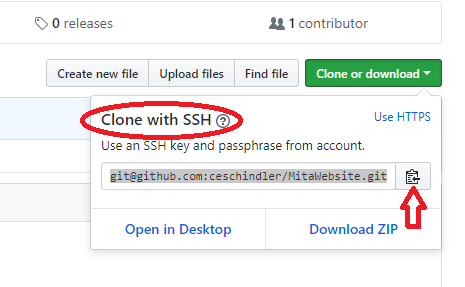 0 releases
1 contributor
Create new file
Upload files
Find file
Clone or download
Clone with SSH
Use HTTPS
Use an SSH key and passphrase from account.
git@github.com:ceschindler/MitaWebsite.git
Open in Desktop
Download ZIP